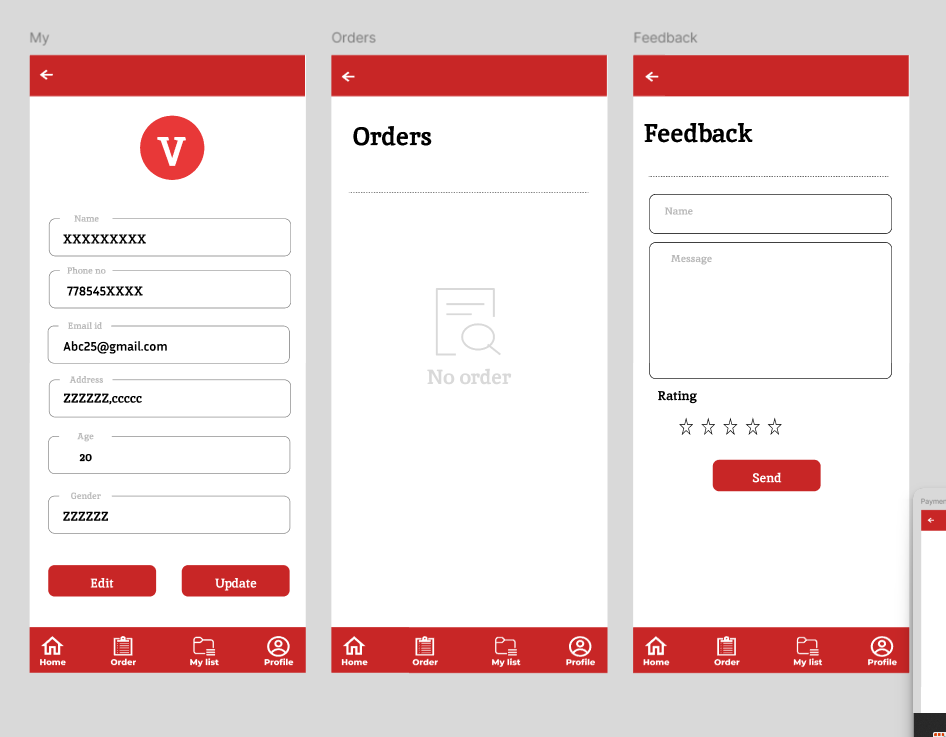 My
V
Name
XXXXXXXXX
Phone no
778545XXXX
Email id
Abc25@gmail.com
Address
ZZZZZZ,ccccc
Age
20
Gender
ZZZZZZ
Edit
Update
Home
Order
My list
Profile
Orders
Orders
No order
Home
Order
My list
Profile
Feedback
Feedback
Name
Message
Rating
Send
Home
Order
My list
Profile